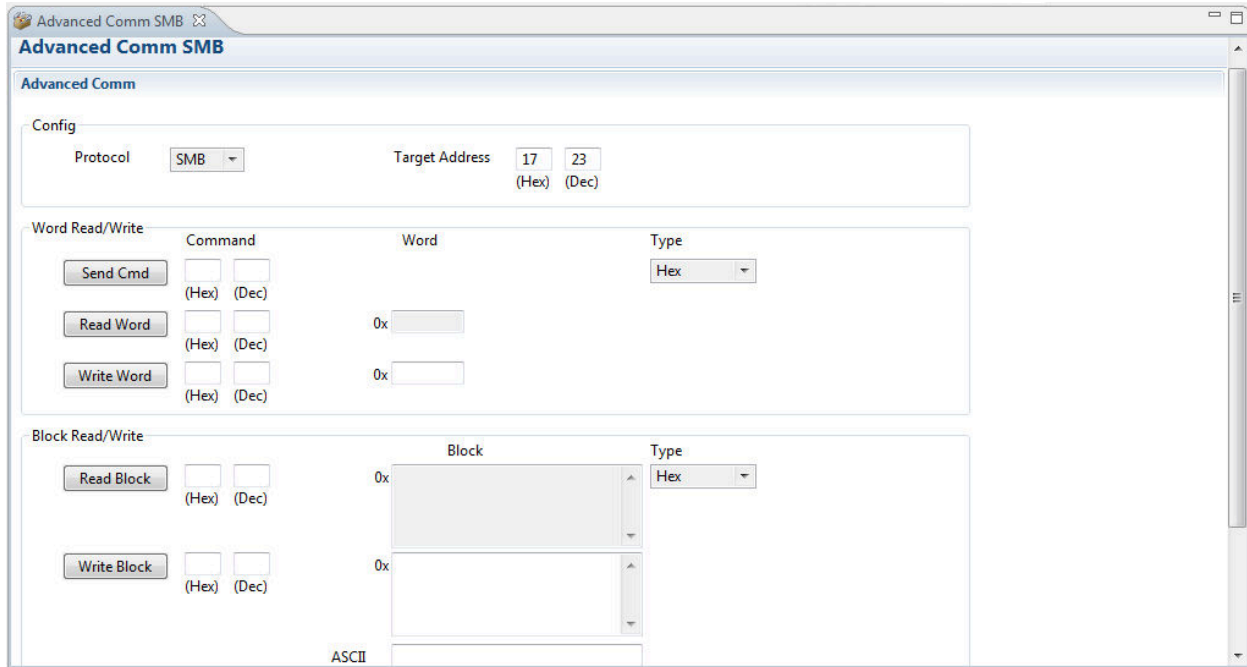 Advanced Comm SMB
Advanced Comm SMB
Advanced Comm
Config
Protocol SMB Target Address 17 23
(Hex) (Dec)
Word Read/Write
Command Word Type
Send Cmd Hex
(Hex) (Dec)
Read Word 0x
(Hex) (Dec)
Write Word 0x
(Hex) (Dec)
Block Read/Write
Block Type
Read Block 0x Hex
(Hex) (Dec)
Write Block 0x
(Hex) (Dec)
ASCII